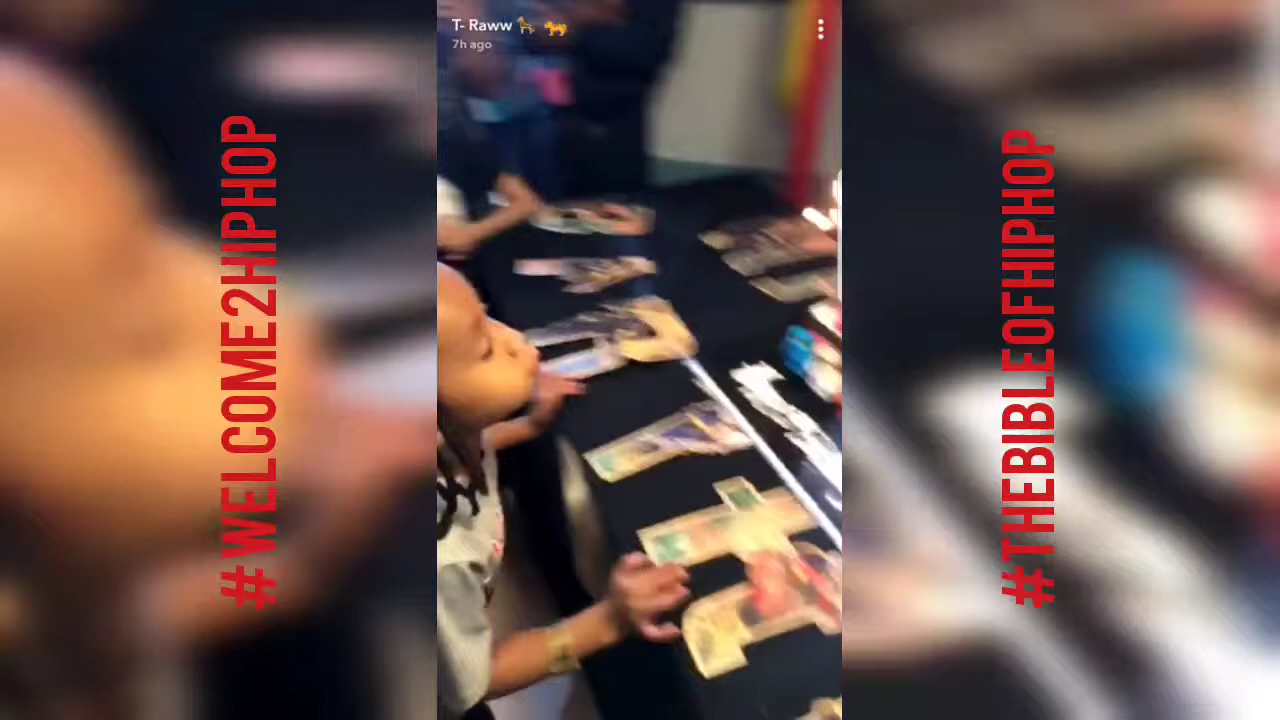 T- Raww 🐅 🐅
7h ago
#WELCOME2HIPHOP
#THEBIBLEOFHIPHOP